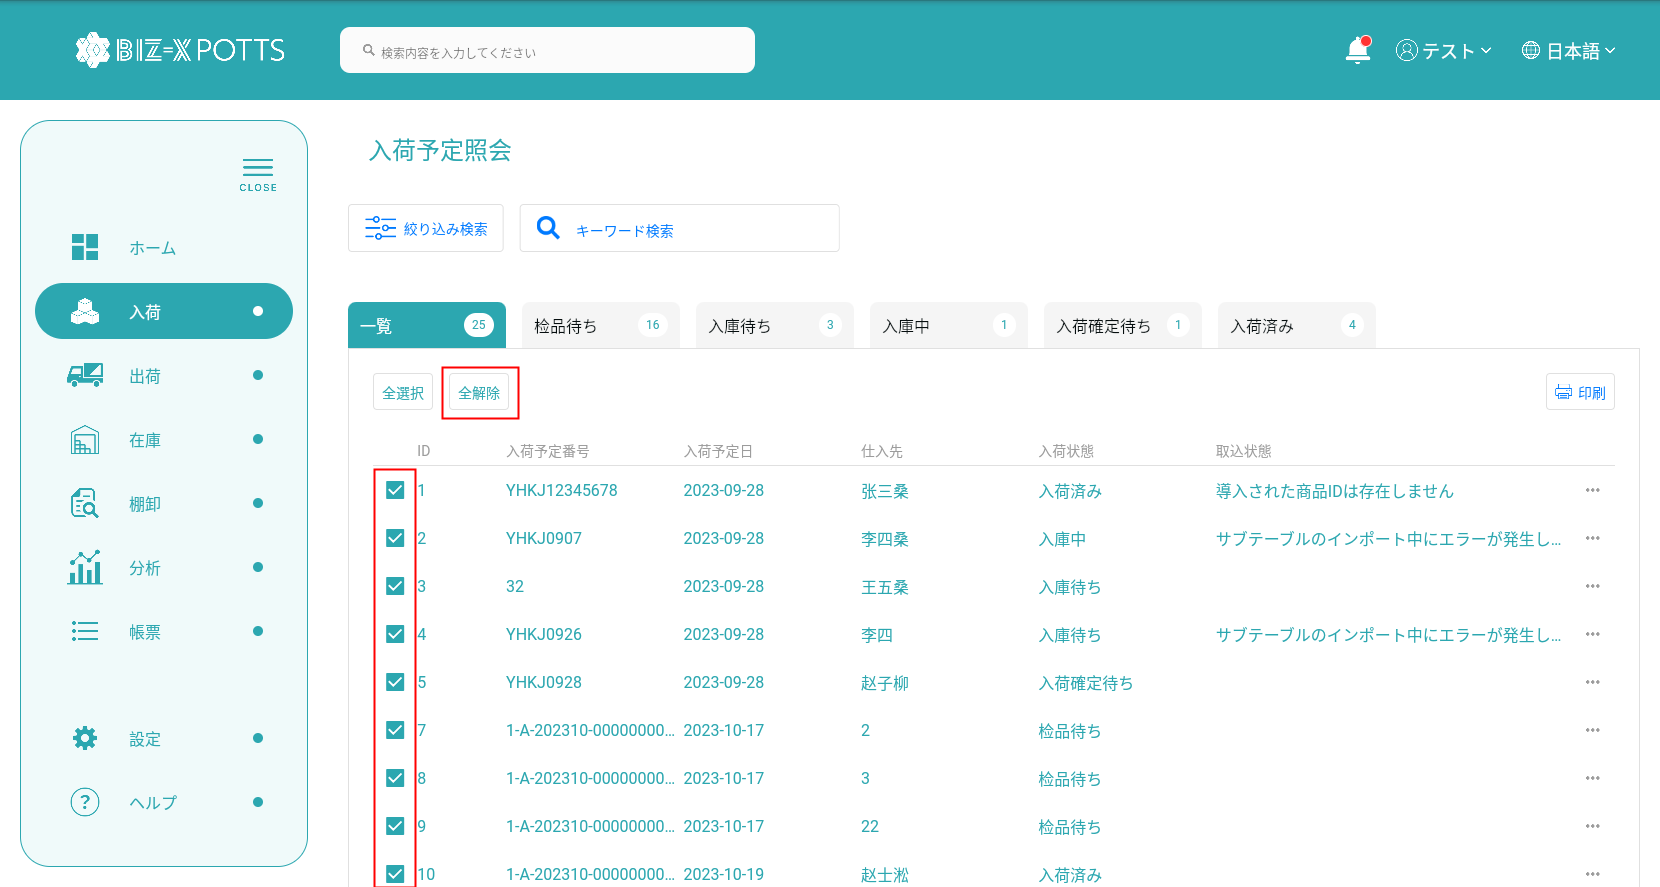 BIZ=X POTTS
検索内容を入力してください
テスト
日本語
CLOSE
ホーム
入荷
出荷
在庫
棚卸
分析
帳票
設定
ヘルプ
入荷予定照会
絞り込み検索
キーワード検索
一覧 25
检品待ち 16
入庫待ち 3
入庫中 1
入荷確定待ち 1
入荷済み 4
全選択
全解除
印刷
ID 入荷予定番号 入荷予定日 仕入先 入荷状態 取込状態
1 YHKJ12345678 2023-09-28 张三桑 入荷済み 導入された商品IDは存在しません ...
2 YHKJ0907 2023-09-28 李四桑 入庫中 サブテーブルのインポート中にエラーが発生し... ...
3 32 2023-09-28 王五桑 入庫待ち ...
4 YHKJ0926 2023-09-28 李四 入庫待ち サブテーブルのインポート中にエラーが発生し... ...
5 YHKJ0928 2023-09-28 赵子柳 入荷確定待ち ...
7 1-A-202310-00000000... 2023-10-17 2 检品待ち ...
8 1-A-202310-00000000... 2023-10-17 3 检品待ち ...
9 1-A-202310-00000000... 2023-10-17 22 检品待ち ...
10 1-A-202310-00000000... 2023-10-19 赵士淞 入荷済み ...